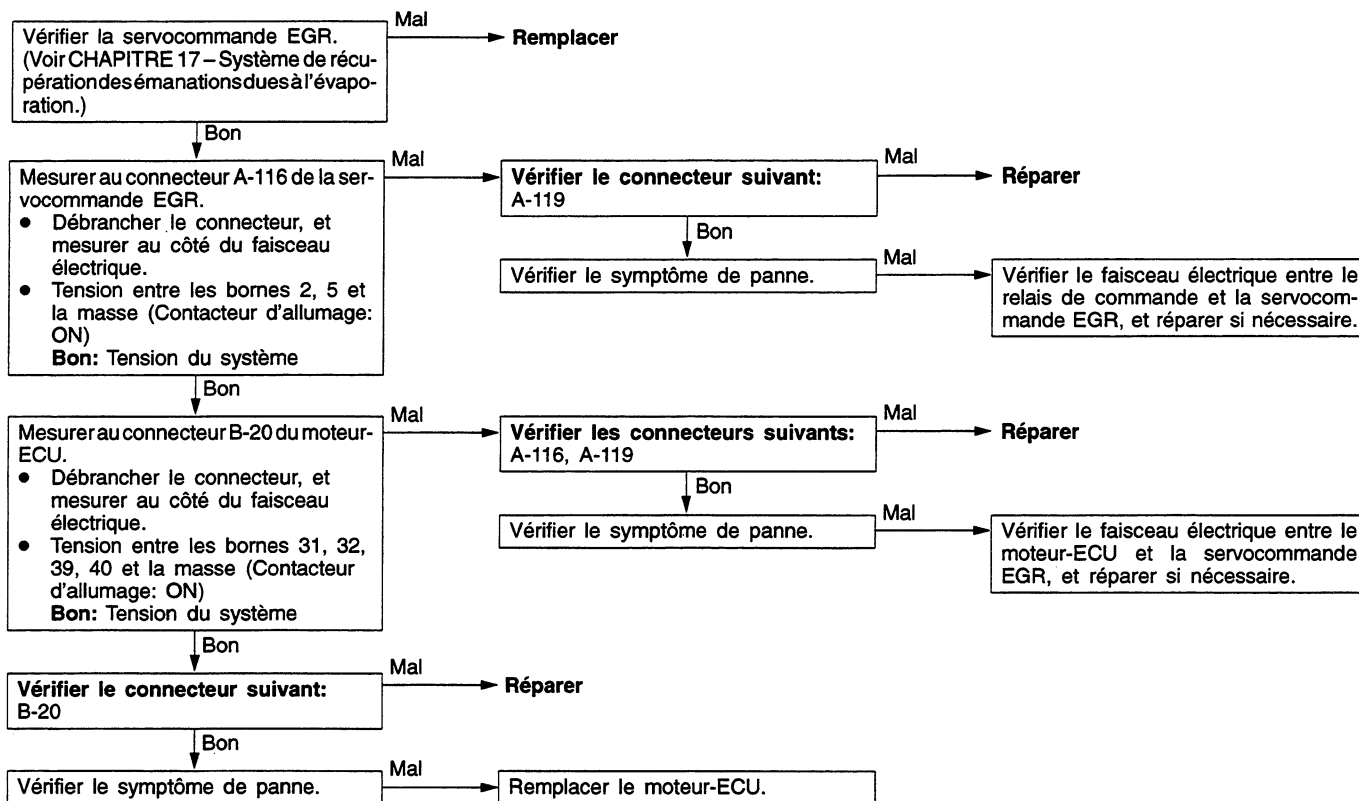 Vérifier la servocommande EGR.
(Voir CHAPITRE 17 – Système de récu-
pération des émanations dues à l'évapo-
ration.)
Mal
Remplacer
Bon
Mesurer au connecteur A-116 de la ser-
vocommande EGR.
● Débrancher le connecteur, et
mesurer au côté du faisceau
électrique.
● Tension entre les bornes 2, 5 et
la masse (Contacteur d'allumage:
ON)
Bon: Tension du système
Mal
Vérifier le connecteur suivant:
A-119
Mal
Réparer
Bon
Vérifier le symptôme de panne.
Mal
Vérifier le faisceau électrique entre le
relais de commande et la servocom-
mande EGR, et réparer si nécessaire.
Bon
Mesurer au connecteur B-20 du moteur-
ECU.
● Débrancher le connecteur, et
mesurer au côté du faisceau
électrique.
● Tension entre les bornes 31, 32,
39, 40 et la masse (Contacteur
d'allumage: ON)
Bon: Tension du système
Mal
Vérifier les connecteurs suivants:
A-116, A-119
Mal
Réparer
Bon
Vérifier le symptôme de panne.
Mal
Vérifier le faisceau électrique entre le
moteur-ECU et la servocommande
EGR, et réparer si nécessaire.
Bon
Vérifier le connecteur suivant:
B-20
Mal
Réparer
Bon
Vérifier le symptôme de panne.
Mal
Remplacer le moteur-ECU.